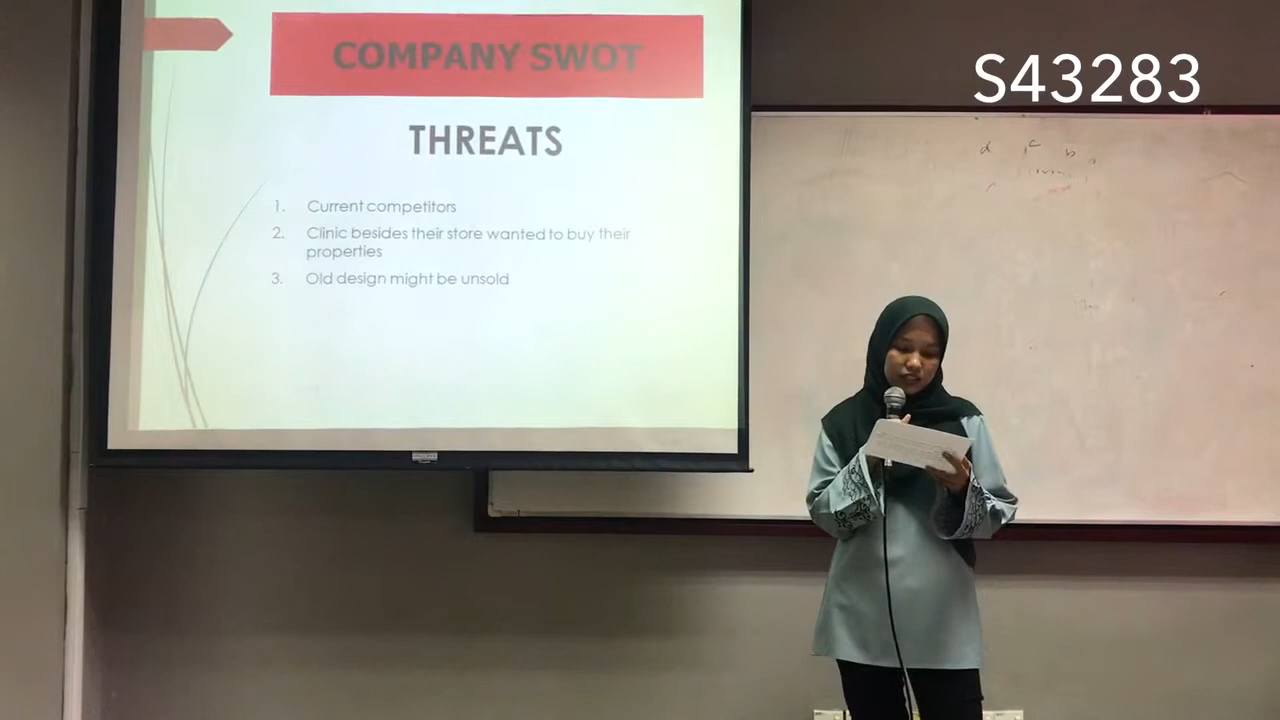 COMPANY SWOT
S43283
THREATS
1. Current competitors
2. Clinic besides their store wanted to buy their
properties
3. Old design might be unsold